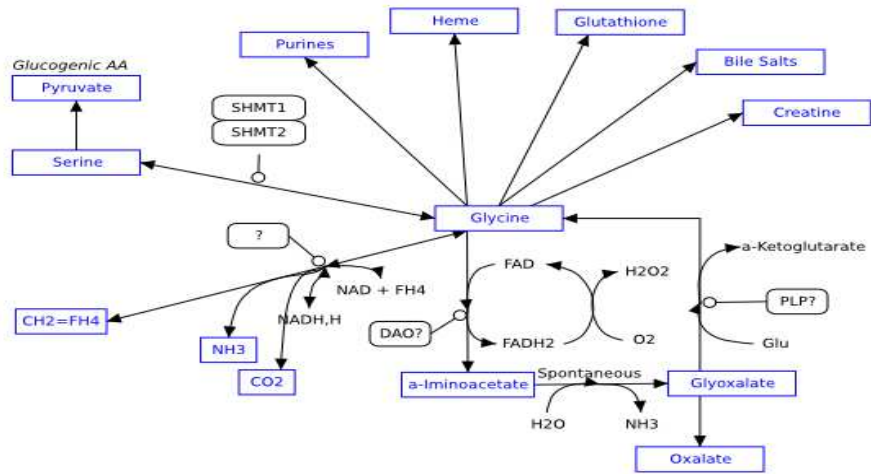 Heme
Glutathione
Purines
Bile Salts
Glucogenic AA
Pyruvate
SHMT1
SHMT2
Creatine
Serine
Glycine
?
a-Ketoglutarate
FAD
H2O2
NAD + FH4
PLP?
CH2=FH4
NADH,H
DAO?
NH3
FADH2
O2
Glu
CO2
a-Iminoacetate
Spontaneous
Glyoxalate
H2O
NH3
Oxalate